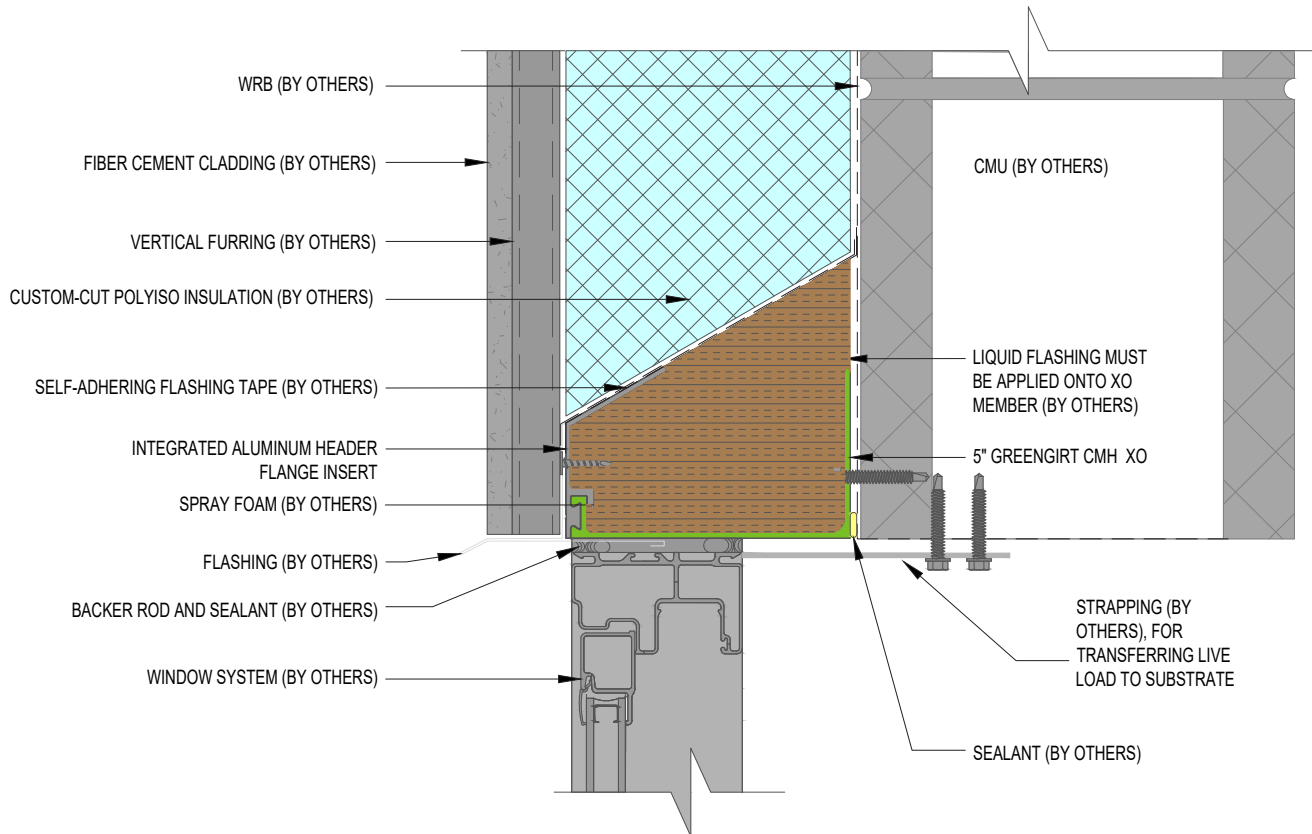 WRB (BY OTHERS)
FIBER CEMENT CLADDING (BY OTHERS)
VERTICAL FURRING (BY OTHERS)
CUSTOM-CUT POLYISO INSULATION (BY OTHERS)
SELF-ADHERING FLASHING TAPE (BY OTHERS)
INTEGRATED ALUMINUM HEADER
FLANGE INSERT
SPRAY FOAM (BY OTHERS)
FLASHING (BY OTHERS)
BACKER ROD AND SEALANT (BY OTHERS)
WINDOW SYSTEM (BY OTHERS)
CMU (BY OTHERS)
LIQUID FLASHING MUST
BE APPLIED ONTO XO
MEMBER (BY OTHERS)
5" GREENGIRT CMH XO
STRAPPING (BY
OTHERS), FOR
TRANSFERRING LIVE
LOAD TO SUBSTRATE
SEALANT (BY OTHERS)